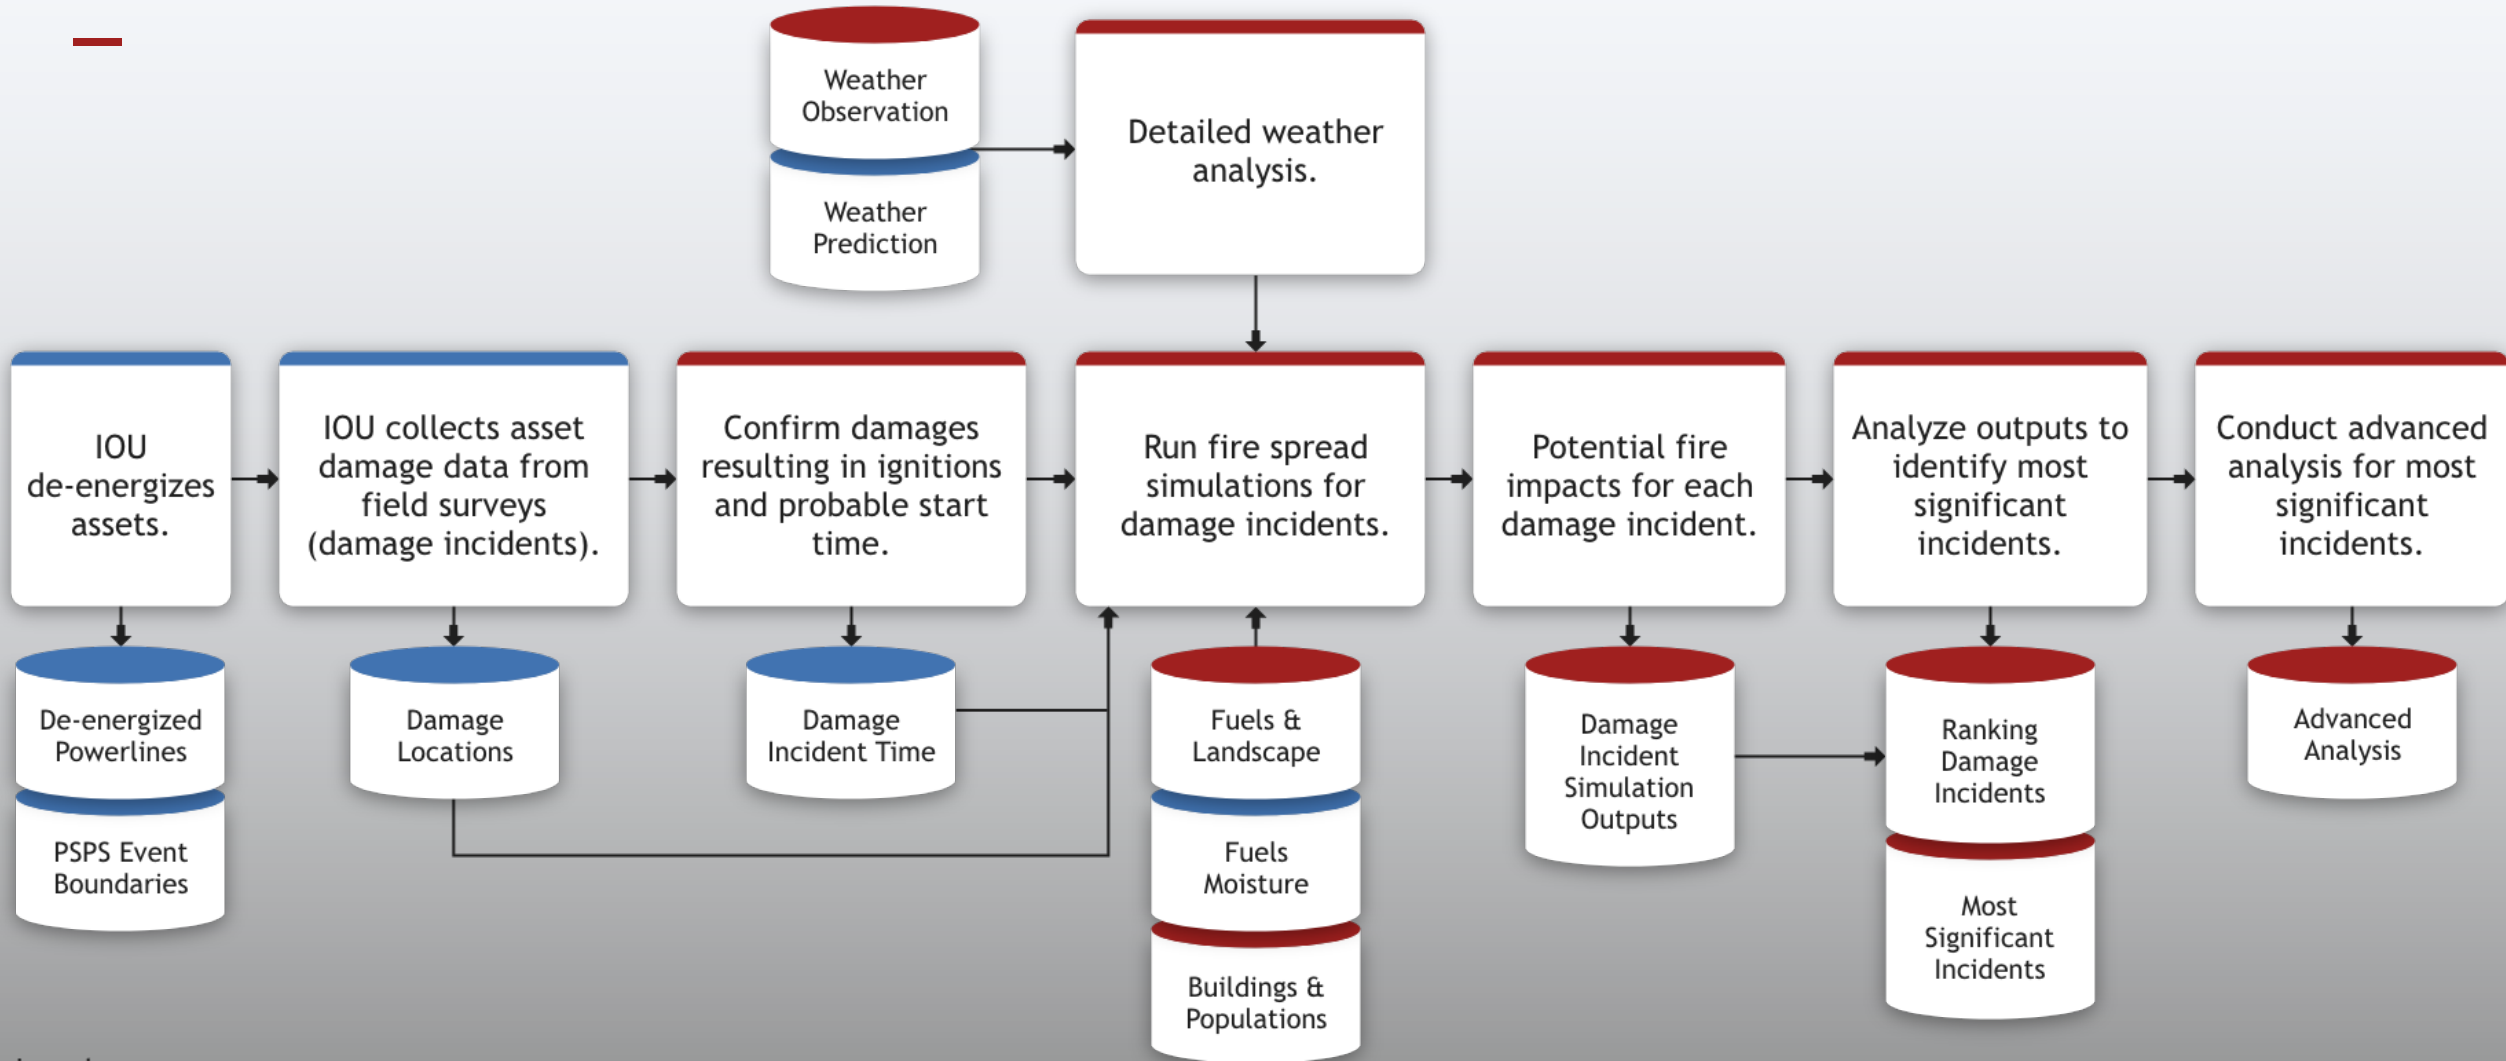 Weather
Observation
Weather
Prediction
Detailed weather
analysis.
IOU
de-energizes
assets.
IOU collects asset
damage data from
field surveys
(damage incidents).
Confirm damages
resulting in ignitions
and probable start
time.
Run fire spread
simulations for
damage incidents.
Potential fire
impacts for each
damage incident.
Analyze outputs to
identify most
significant
incidents.
Conduct advanced
analysis for most
significant
incidents.
De-energized
Powerlines
PSPS Event
Boundaries
Damage
Locations
Damage
Incident Time
Fuels &
Landscape
Fuels
Moisture
Buildings &
Populations
Damage
Incident
Simulation
Outputs
Ranking
Damage
Incidents
Most
Significant
Incidents
Advanced
Analysis